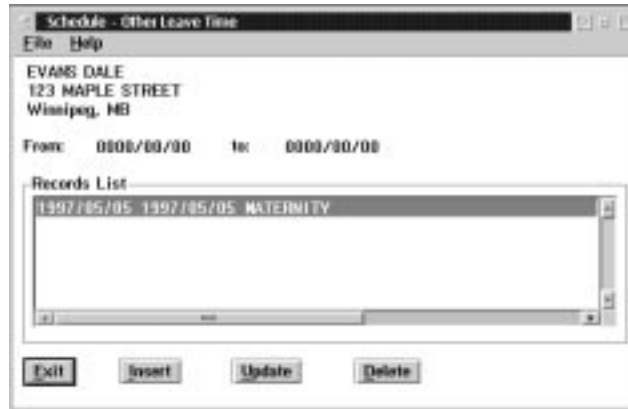 Schedule - Other Leave Time
File Help
EVANS DALE
123 MAPLE STREET
Winnipeg, MB
From: 0000/00/00 to: 0000/00/00
Records List
1997/05/05 1997/05/05 MATERNITY
Exit Insert Update Delete